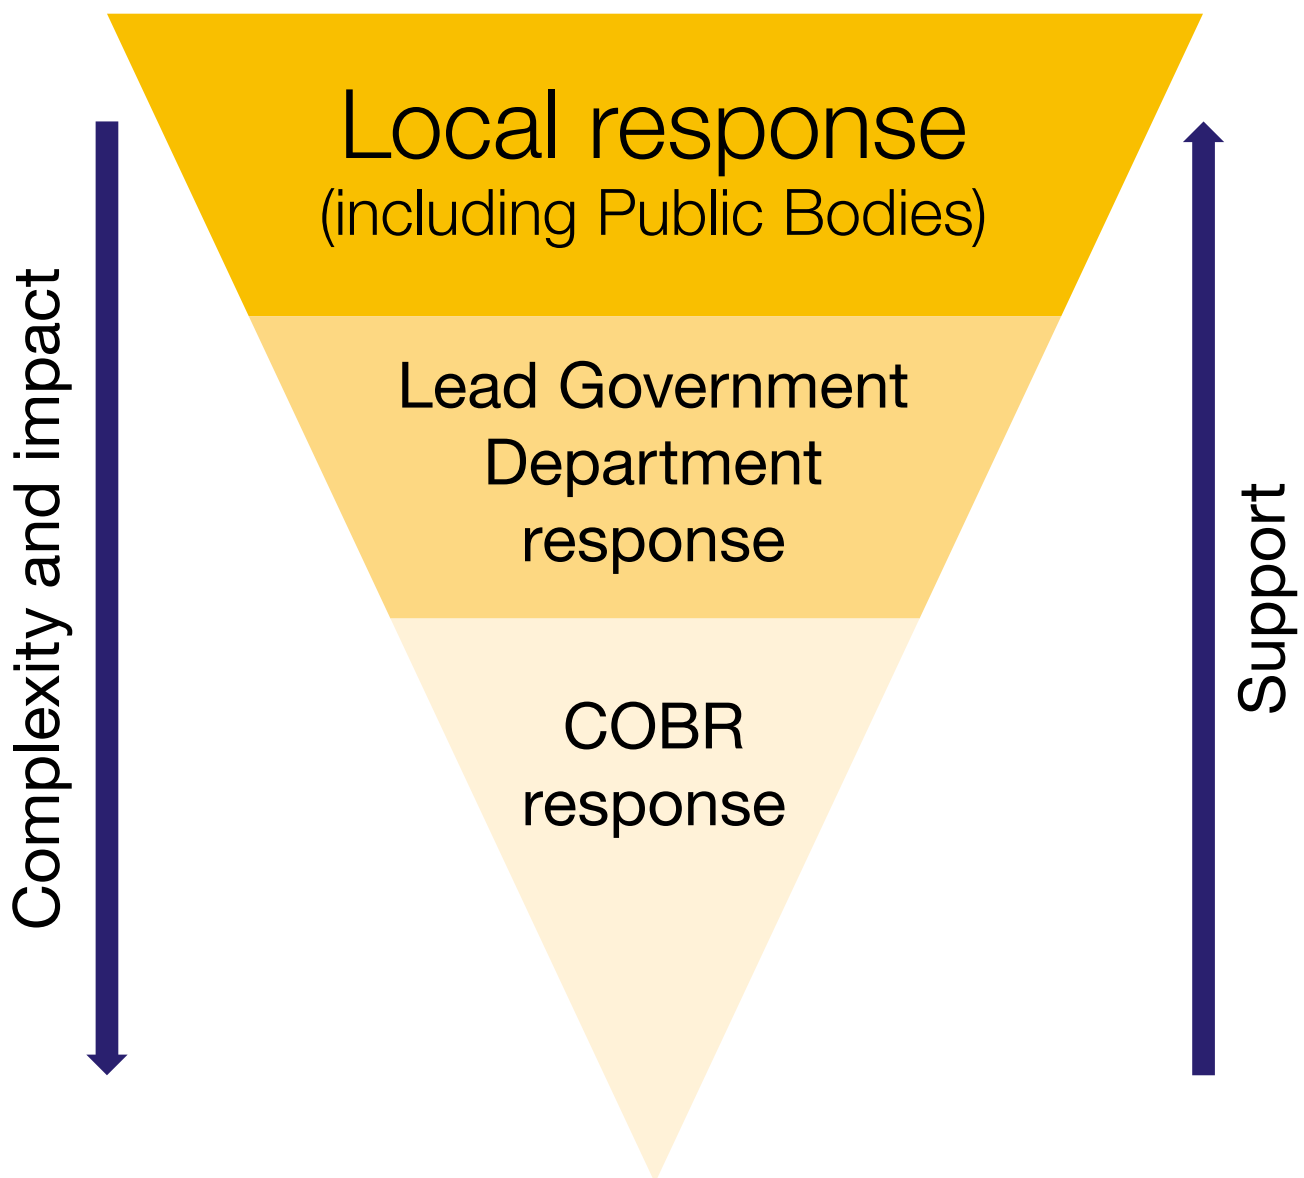 Local response
(including Public Bodies)
Lead Government
Department
response
COBR
response
Complexity and impact
Support